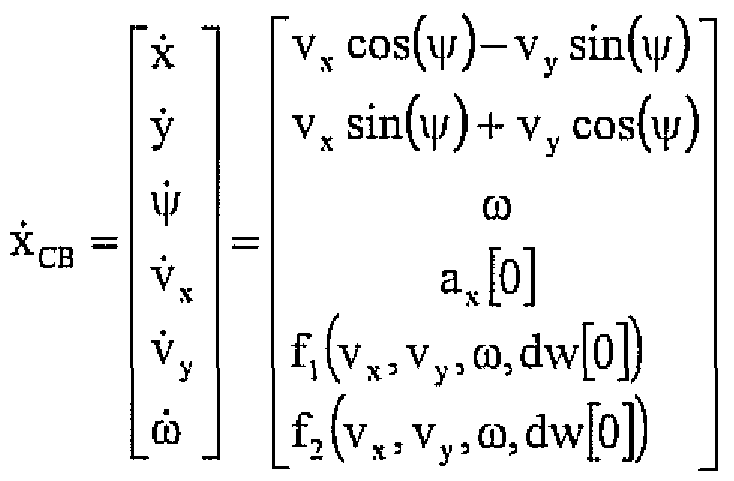 ẋ_CB = [ẋ ẏ ψ̇ v̇_x v̇_y ω̇] = [
v_x cos(ψ) − v_y sin(ψ)
v_x sin(ψ) + v_y cos(ψ)
ω
a_x[0]
f_1(v_x, v_y, ω, dw[0])
f_2(v_x, v_y, ω, dw[0])
]